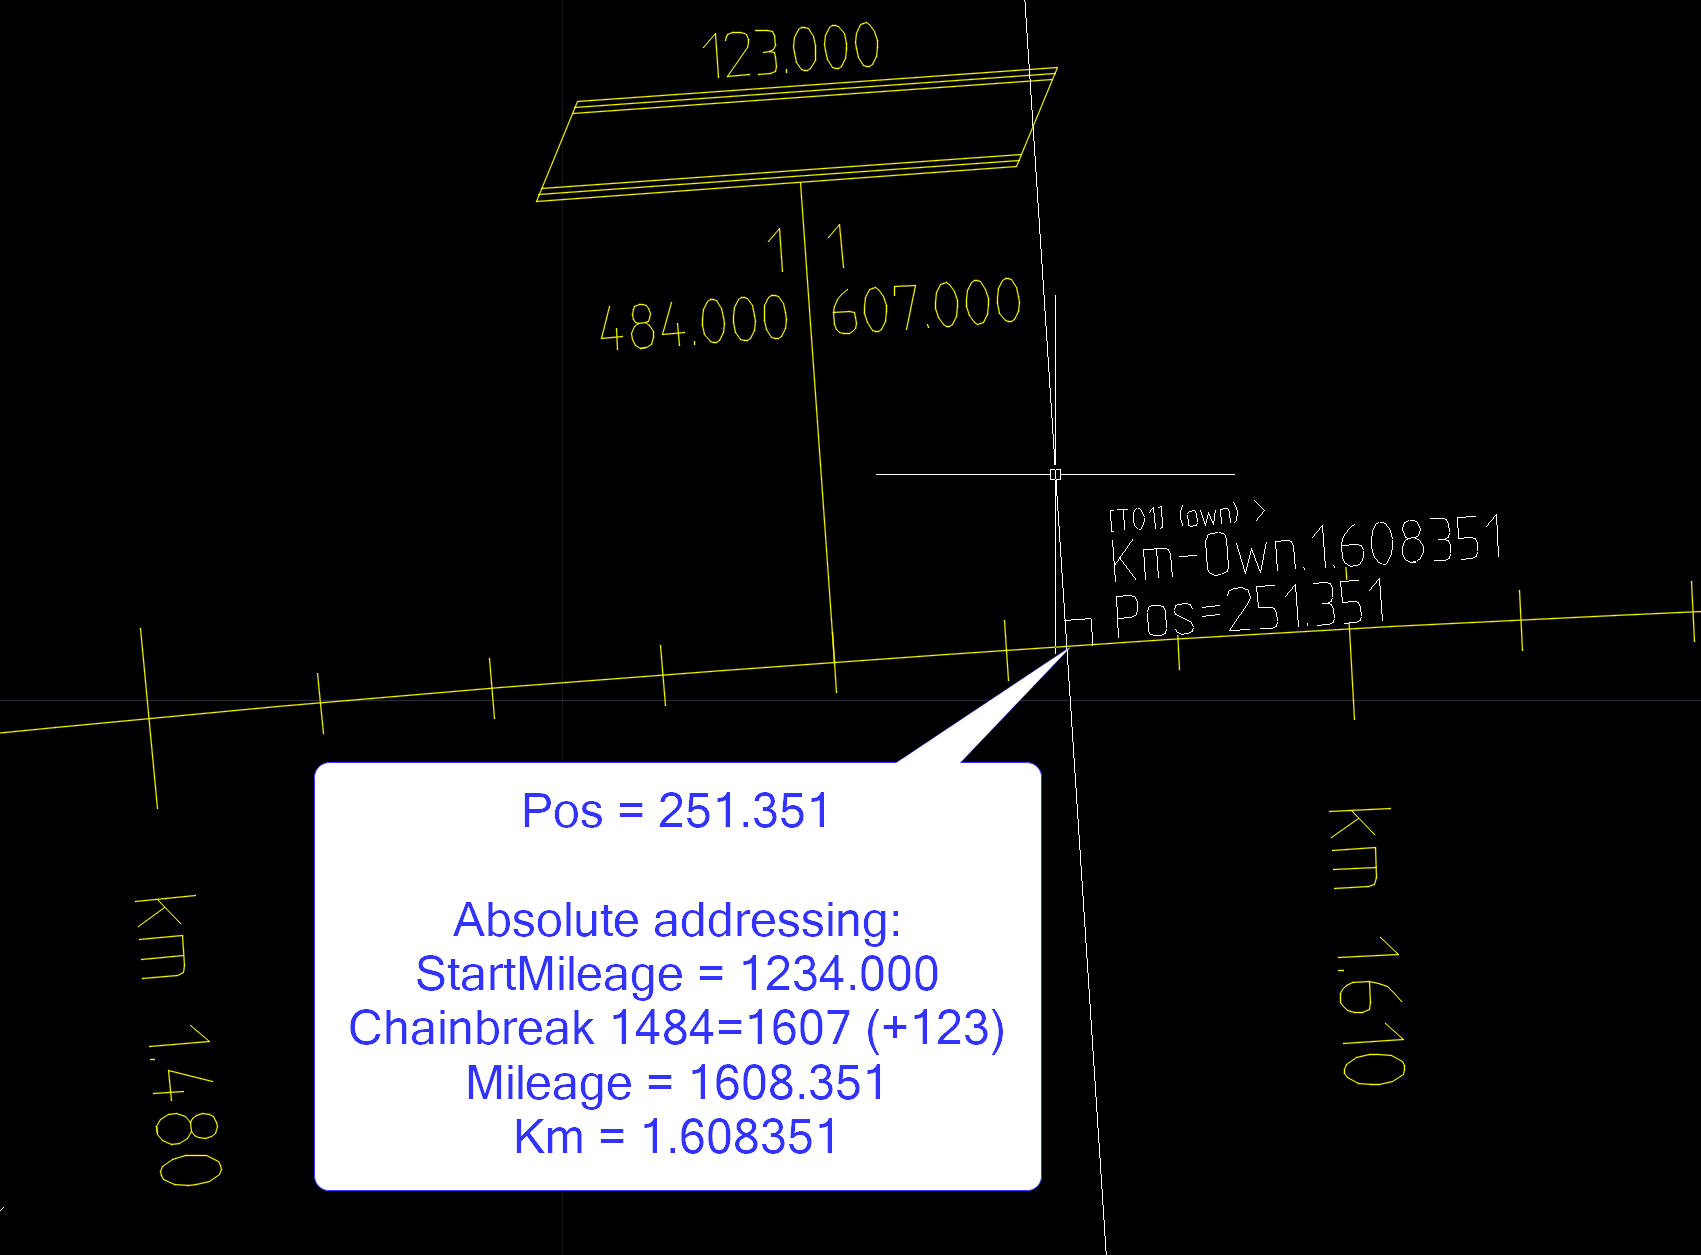 123.000
1 1
484.000 607.000
[T01] (own) >
Km-Own.1.608351
Pos=251.351
Pos = 251.351
Absolute addressing:
StartMileage = 1234.000
Chainbreak 1484=1607 (+123)
Mileage = 1608.351
Km = 1.608351
Km 1.480
Km 1.610